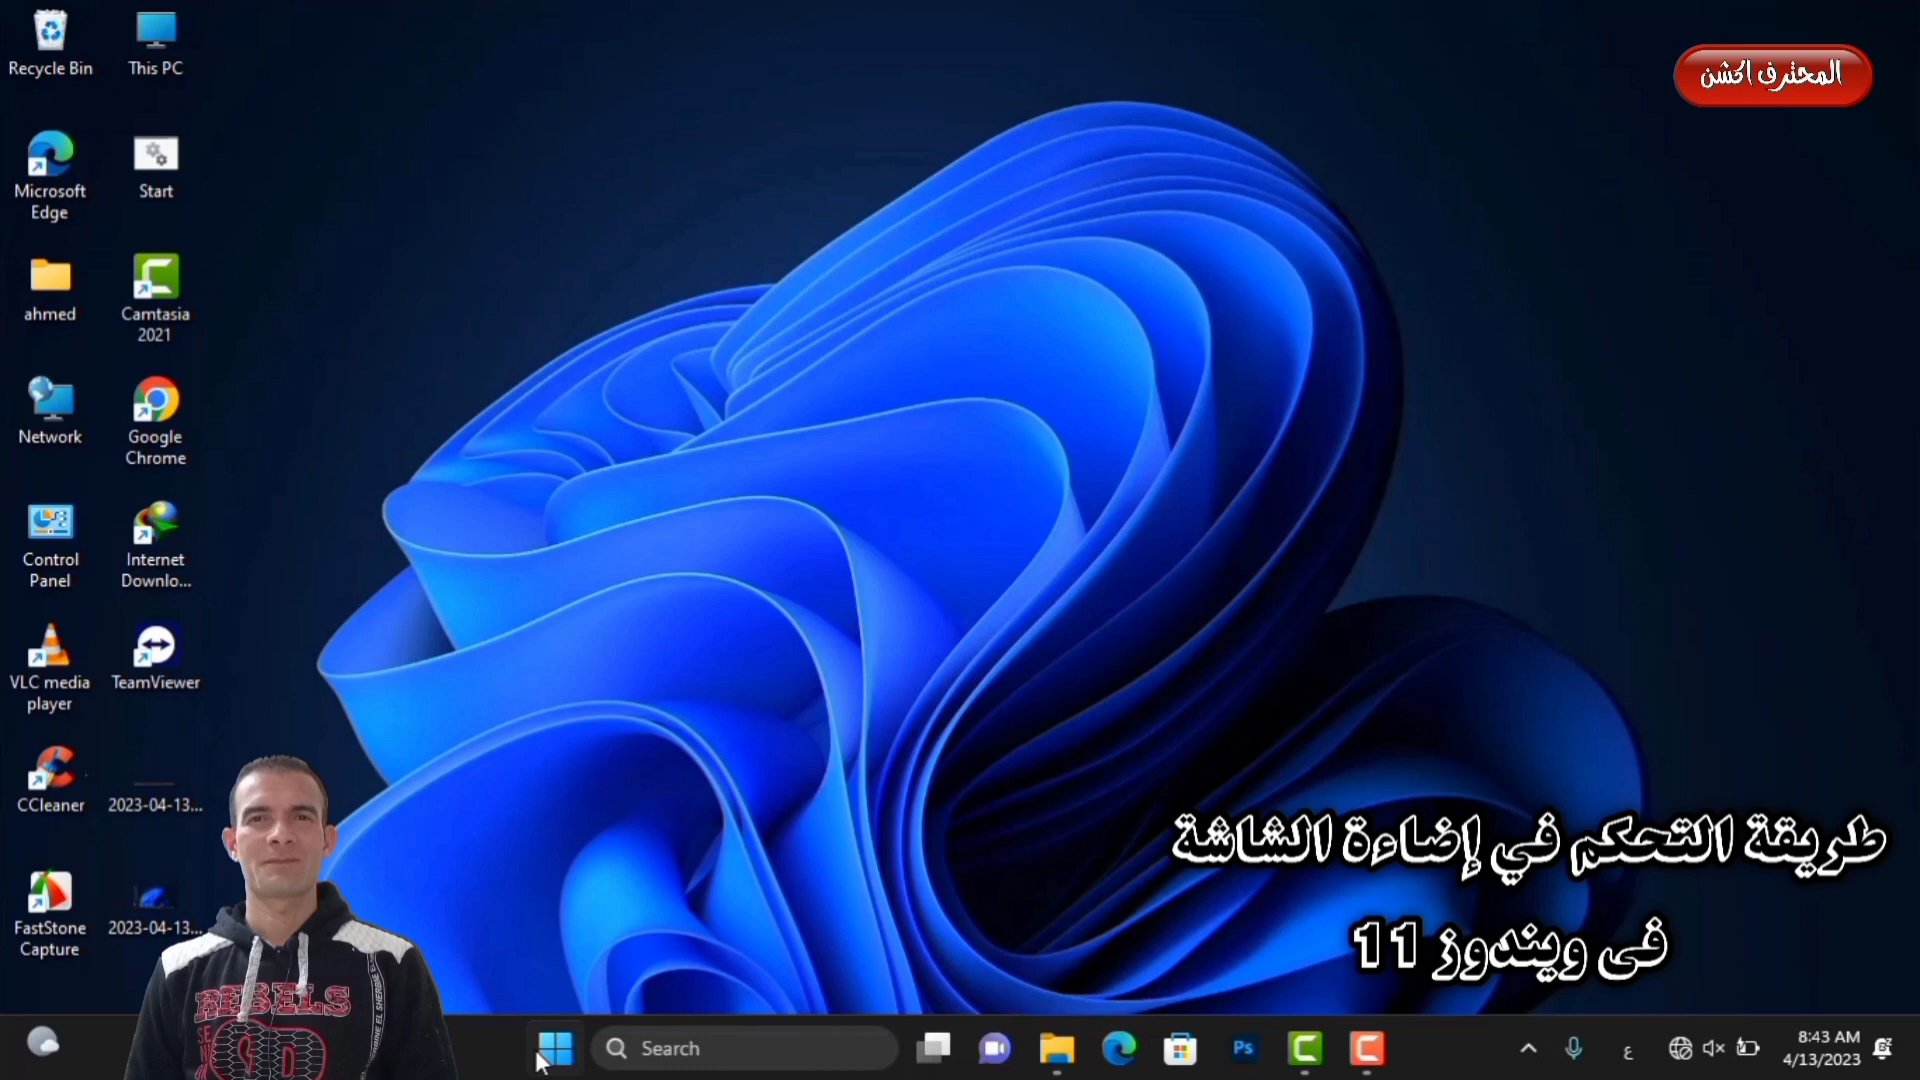 Recycle Bin
This PC
المحترف اكشن
Microsoft
Edge
Start
ahmed
Camtasia
2021
Network
Google
Chrome
Control
Panel
Internet
Downlo...
VLC media
player
TeamViewer
CCleaner
2023-04-13...
FastStone
Capture
2023-04-13...
طريقة التحكم في إضاءة الشاشة
فى ويندوز 11
REBELS
Search
Ps
ع
8:43 AM
4/13/2023